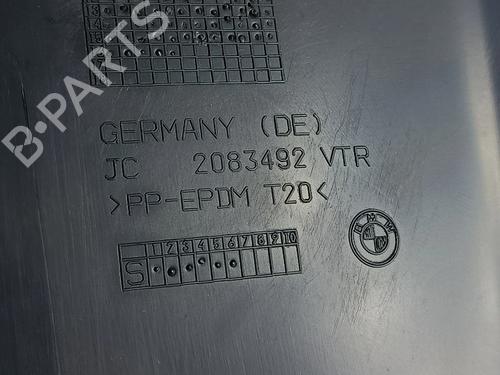 B-PARTS
GERMANY (DE)
JC 2083492 VTR
>PP-EPDM T20<
1 2 3 4 5 6 7 8 9 10
S
BMW